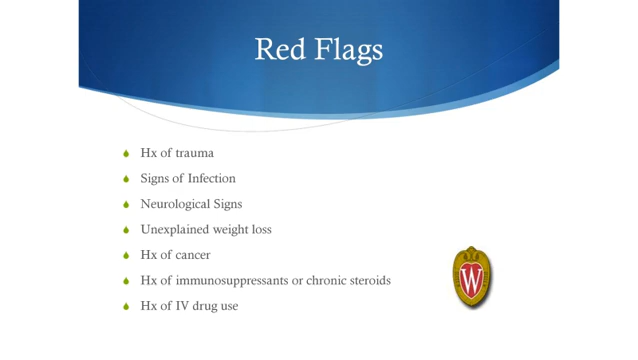 Red Flags
Hx of trauma
Signs of Infection
Neurological Signs
Unexplained weight loss
Hx of cancer
Hx of immunosuppressants or chronic steroids
Hx of IV drug use
W